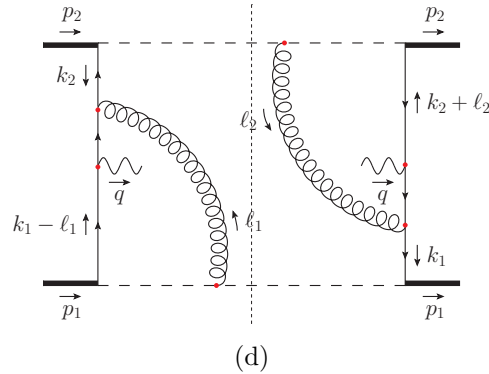 p₂ p₂
k₂ k₂ + ℓ₂
ℓ₂
q q
k₁ − ℓ₁ ℓ₁ k₁
p₁ p₁
(d)